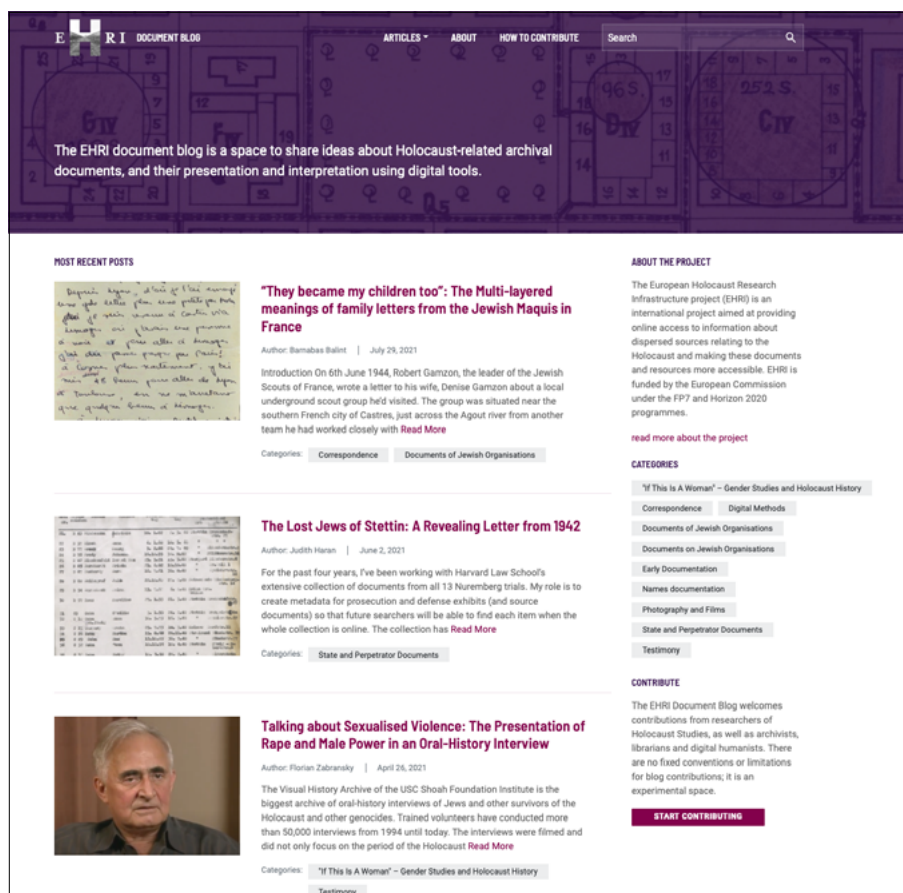 E H R I DOCUMENT BLOG
ARTICLES
ABOUT
HOW TO CONTRIBUTE
Search
The EHRI document blog is a space to share ideas about Holocaust-related archival
documents, and their presentation and interpretation using digital tools.
MOST RECENT POSTS
"They became my children too": The Multi-layered
meanings of family letters from the Jewish Maquis in
France
Author: Barnabas Balint | July 29, 2021
Introduction On 6th June 1944, Robert Gamzon, the leader of the Jewish
Scouts of France, wrote a letter to his wife, Denise Gamzon about a local
underground scout group he'd visited. The group was situated near the
southern French city of Castres, just across the Agout river from another
team he had worked closely with Read More
Categories: Correspondence Documents of Jewish Organisations
The Lost Jews of Stettin: A Revealing Letter from 1942
Author: Judith Haran | June 2, 2021
For the past four years, I've been working with Harvard Law School's
extensive collection of documents from all 13 Nuremberg trials. My role is to
create metadata for prosecution and defense exhibits (and source
documents) so that future searchers will be able to find each item when the
whole collection is online. The collection has Read More
Categories: State and Perpetrator Documents
Talking about Sexualised Violence: The Presentation of
Rape and Male Power in an Oral-History Interview
Author: Florian Zabransky | April 26, 2021
The Visual History Archive of the USC Shoah Foundation Institute is the
biggest archive of oral-history interviews of Jews and other survivors of the
Holocaust and other genocides. Trained volunteers have conducted more
than 50,000 interviews from 1994 until today. The interviews were filmed and
did not only focus on the period of the Holocaust Read More
Categories: "If This Is A Woman" – Gender Studies and Holocaust History
Testimony
ABOUT THE PROJECT
The European Holocaust Research
Infrastructure project (EHRI) is an
international project aimed at providing
online access to information about
dispersed sources relating to the
Holocaust and making these documents
and resources more accessible. EHRI is
funded by the European Commission
under the FP7 and Horizon 2020
programmes.
read more about the project
CATEGORIES
"If This Is A Woman" – Gender Studies and Holocaust History
Correspondence Digital Methods
Documents of Jewish Organisations
Documents on Jewish Organisations
Early Documentation
Names documentation
Photography and Films
State and Perpetrator Documents
Testimony
CONTRIBUTE
The EHRI Document Blog welcomes
contributions from researchers of
Holocaust Studies, as well as archivists,
librarians and digital humanists. There
are no fixed conventions or limitations
for blog contributions; it is an
experimental space.
START CONTRIBUTING